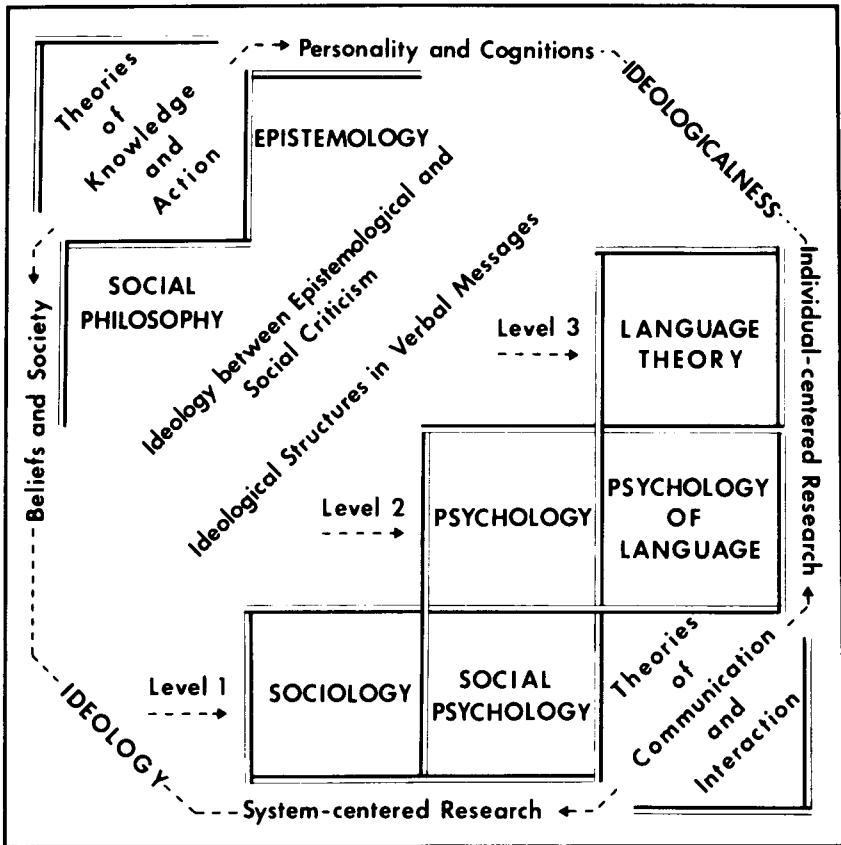 Personality and Cognitions
Theories
of
Knowledge
and
Action
IDEOLOGICALNESS
EPISTEMOLOGY
SOCIAL
PHILOSOPHY
Ideology between Epistemological and
Social Criticism
Ideological Structures in Verbal Messages
Beliefs and Society
Individual-centered Research
Level 3
LANGUAGE
THEORY
Level 2
PSYCHOLOGY
PSYCHOLOGY
OF
LANGUAGE
Level 1
SOCIOLOGY
SOCIAL
PSYCHOLOGY
Theories
of
Communication
and
Interaction
IDEOLOGY
System-centered Research